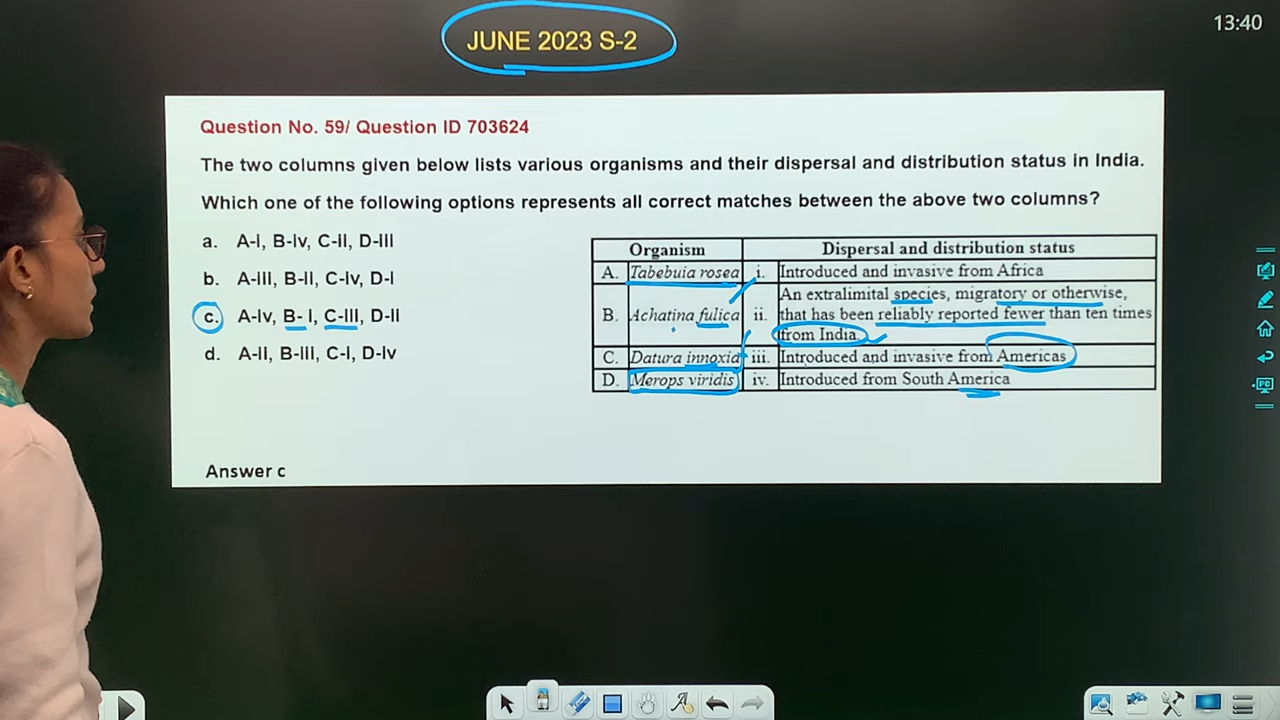 JUNE 2023 S-2
13:40
Question No. 59/ Question ID 703624
The two columns given below lists various organisms and their dispersal and distribution status in India.
Which one of the following options represents all correct matches between the above two columns?
a. A-I, B-Iv, C-II, D-III
b. A-III, B-II, C-Iv, D-I
c. A-Iv, B- I, C-III, D-II
d. A-II, B-III, C-I, D-Iv
Organism Dispersal and distribution status
A. Tabebuia rosea i. Introduced and invasive from Africa
B. Achatina fulica ii. An extralimital species, migratory or otherwise,
that has been reliably reported fewer than ten times
from India
C. Datura innoxia iii. Introduced and invasive from Americas
D. Merops viridis iv. Introduced from South America
Answer c
PC